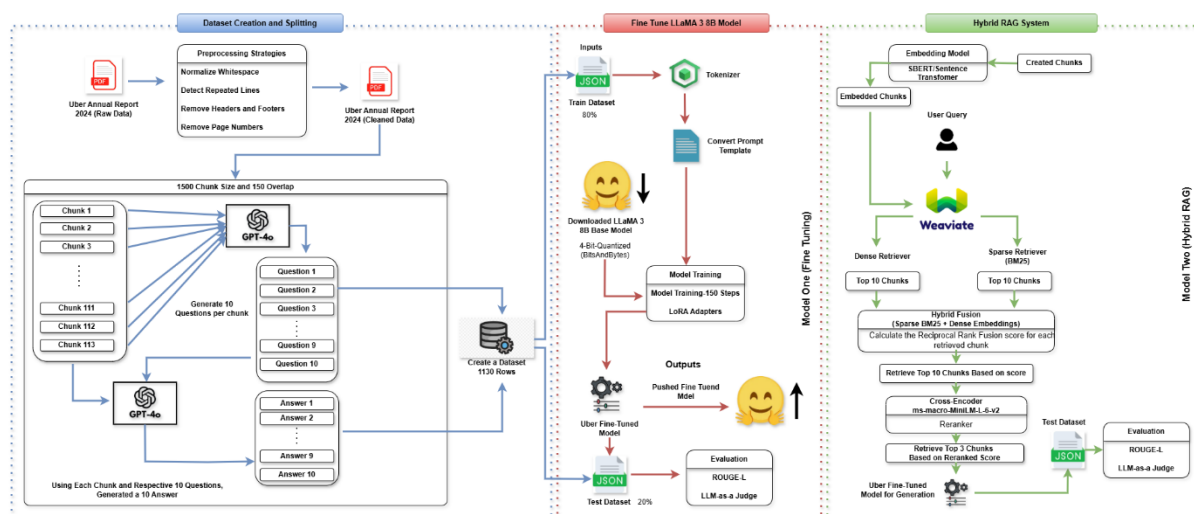 Dataset Creation and Splitting
PDF
Uber Annual Report
2024 (Raw Data)
Preprocessing Strategies
Normalize Whitespace
Detect Repeated Lines
Remove Headers and Footers
Remove Page Numbers
PDF
Uber Annual Report
2024 (Cleaned Data)
1500 Chunk Size and 150 Overlap
Chunk 1
Chunk 2
Chunk 3
Chunk 111
Chunk 112
Chunk 113
GPT-4o
Generate 10
Questions per chunk
Question 1
Question 2
Question 3
Question 9
Question 10
GPT-4o
Answer 1
Answer 2
Answer 9
Answer 10
Using Each Chunk and Respective 10 Questions,
Generated a 10 Answer
Create a Dataset
1130 Rows
Fine Tune LLaMA 3 8B Model
Inputs
JSON
Train Dataset
80%
Tokenizer
Convert Prompt
Template
Downloaded LLaMA 3
8B Base Model
4-Bit-Quantized
(BitsAndBytes)
Model Training
Model Training-150 Steps
LoRA Adapters
Outputs
Pushed Fine Tuend
Mdel
Uber Fine-Tuned
Model
JSON
Test Dataset 20%
Evaluation
ROUGE-L
LLM-as-a Judge
Model One (Fine Tuning)
Hybrid RAG System
Embedding Model
SBERT/Sentence
Transfomer
Created Chunks
Embedded Chunks
User Query
Weaviate
Dense Retriever
Sparse Retriever
(BM25)
Top 10 Chunks
Top 10 Chunks
Hybrid Fusion
(Sparse BM25 + Dense Embeddings)
Calculate the Reciprocal Rank Fusion score for each
retrieved chunk
Retrieve Top 10 Chunks Based on score
Cross-Encoder
ms-macro-MiniLM-L-6-v2
Reranker
Retrieve Top 3 Chunks
Based on Reranked Score
Uber Fine-Tuned
Model for Generation
Test Dataset
JSON
Evaluation
ROUGE-L
LLM-as-a Judge
Model Two (Hybrid RAG)